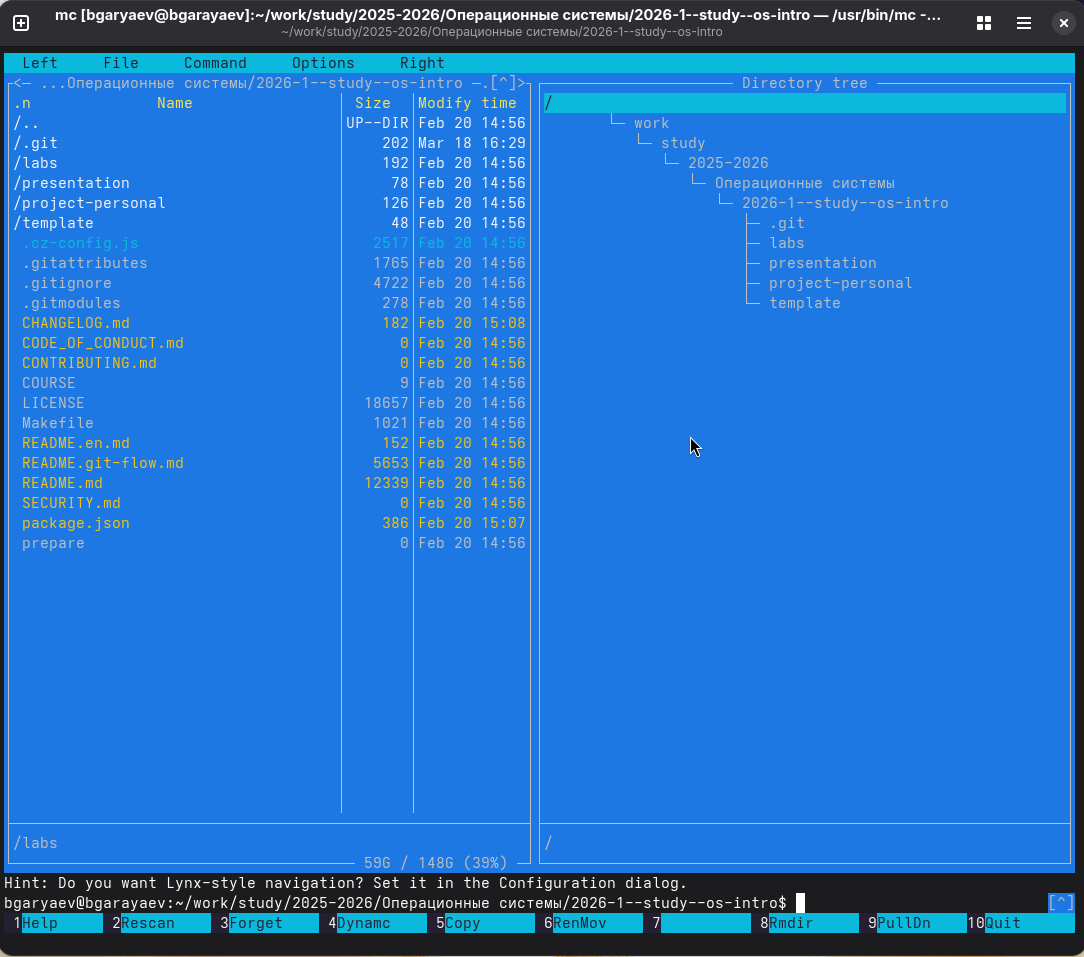 mc [bgaryaev@bgarayaev]:~/work/study/2025-2026/Операционные системы/2026-1--study--os-intro — /usr/bin/mc -...
~/work/study/2025-2026/Операционные системы/2026-1--study--os-intro
Left File Command Options Right
<— ...Операционные системы/2026-1--study--os-intro —.[^]>
.n Name Size Modify time
/.. UP--DIR Feb 20 14:56
/.git 202 Mar 18 16:29
/labs 192 Feb 20 14:56
/presentation 78 Feb 20 14:56
/project-personal 126 Feb 20 14:56
/template 48 Feb 20 14:56
.cz-config.js 2517 Feb 20 14:56
.gitattributes 1765 Feb 20 14:56
.gitignore 4722 Feb 20 14:56
.gitmodules 278 Feb 20 14:56
CHANGELOG.md 182 Feb 20 15:08
CODE_OF_CONDUCT.md 0 Feb 20 14:56
CONTRIBUTING.md 0 Feb 20 14:56
COURSE 9 Feb 20 14:56
LICENSE 18657 Feb 20 14:56
Makefile 1021 Feb 20 14:56
README.en.md 152 Feb 20 14:56
README.git-flow.md 5653 Feb 20 14:56
README.md 12339 Feb 20 14:56
SECURITY.md 0 Feb 20 14:56
package.json 386 Feb 20 15:07
prepare 0 Feb 20 14:56
/labs
59G / 148G (39%)
Directory tree
/
work
study
2025-2026
Операционные системы
2026-1--study--os-intro
.git
labs
presentation
project-personal
template
/
Hint: Do you want Lynx-style navigation? Set it in the Configuration dialog.
bgaryaev@bgarayaev:~/work/study/2025-2026/Операционные системы/2026-1--study--os-intro$ [^]
1Help 2Rescan 3Forget 4Dynamc 5Copy 6RenMov 7 8Rmdir 9PullDn 10Quit